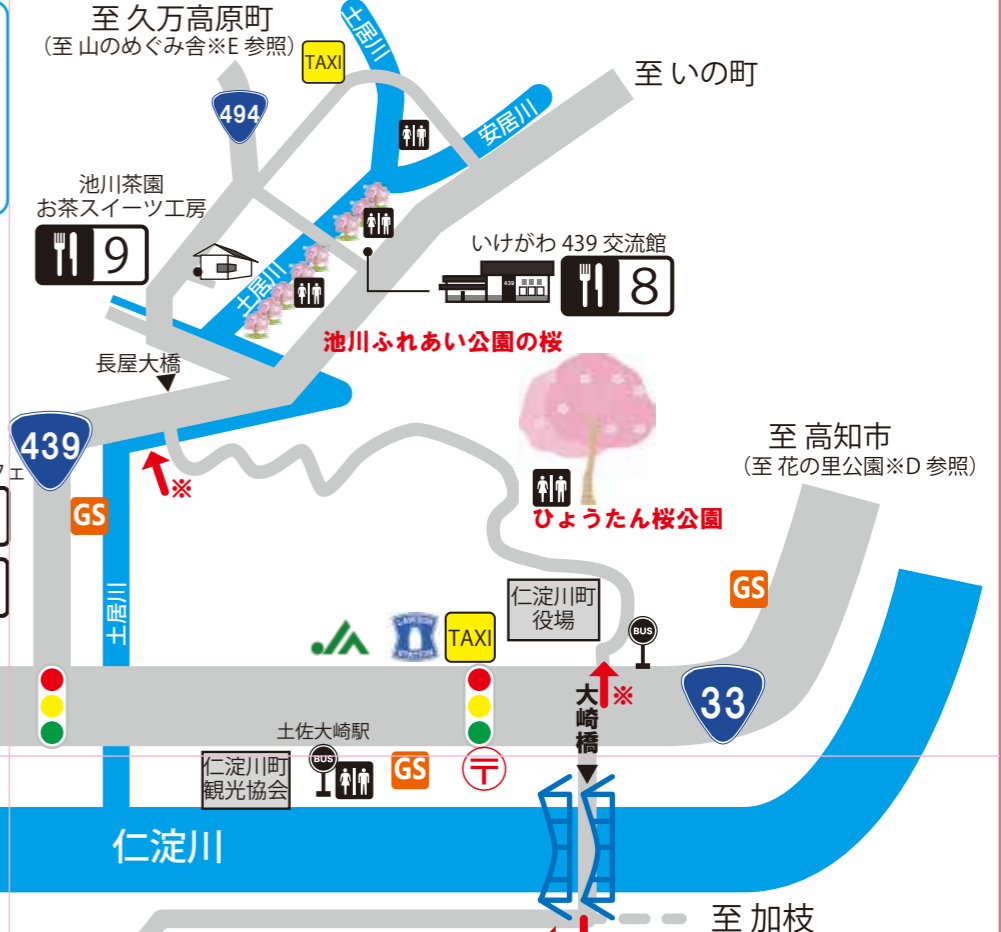 至 久万高原町
（至 山のめぐみ舎※E 参照）
TAXI
土居川
至 いの町
494
安居川
池川茶園
お茶スイーツ工房
9
いけがわ 439 交流館
439
8
土居川
池川ふれあい公園の桜
長屋大橋
439
ェ
※
GS
至 高知市
（至 花の里公園※D 参照）
ひょうたん桜公園
土居川
GS
仁淀川町
役場
BUS
LAWSON
STATION
TAXI
※
大崎橋
33
土佐大崎駅
仁淀川町
観光協会
BUS
GS
〒
仁淀川
至 加枝